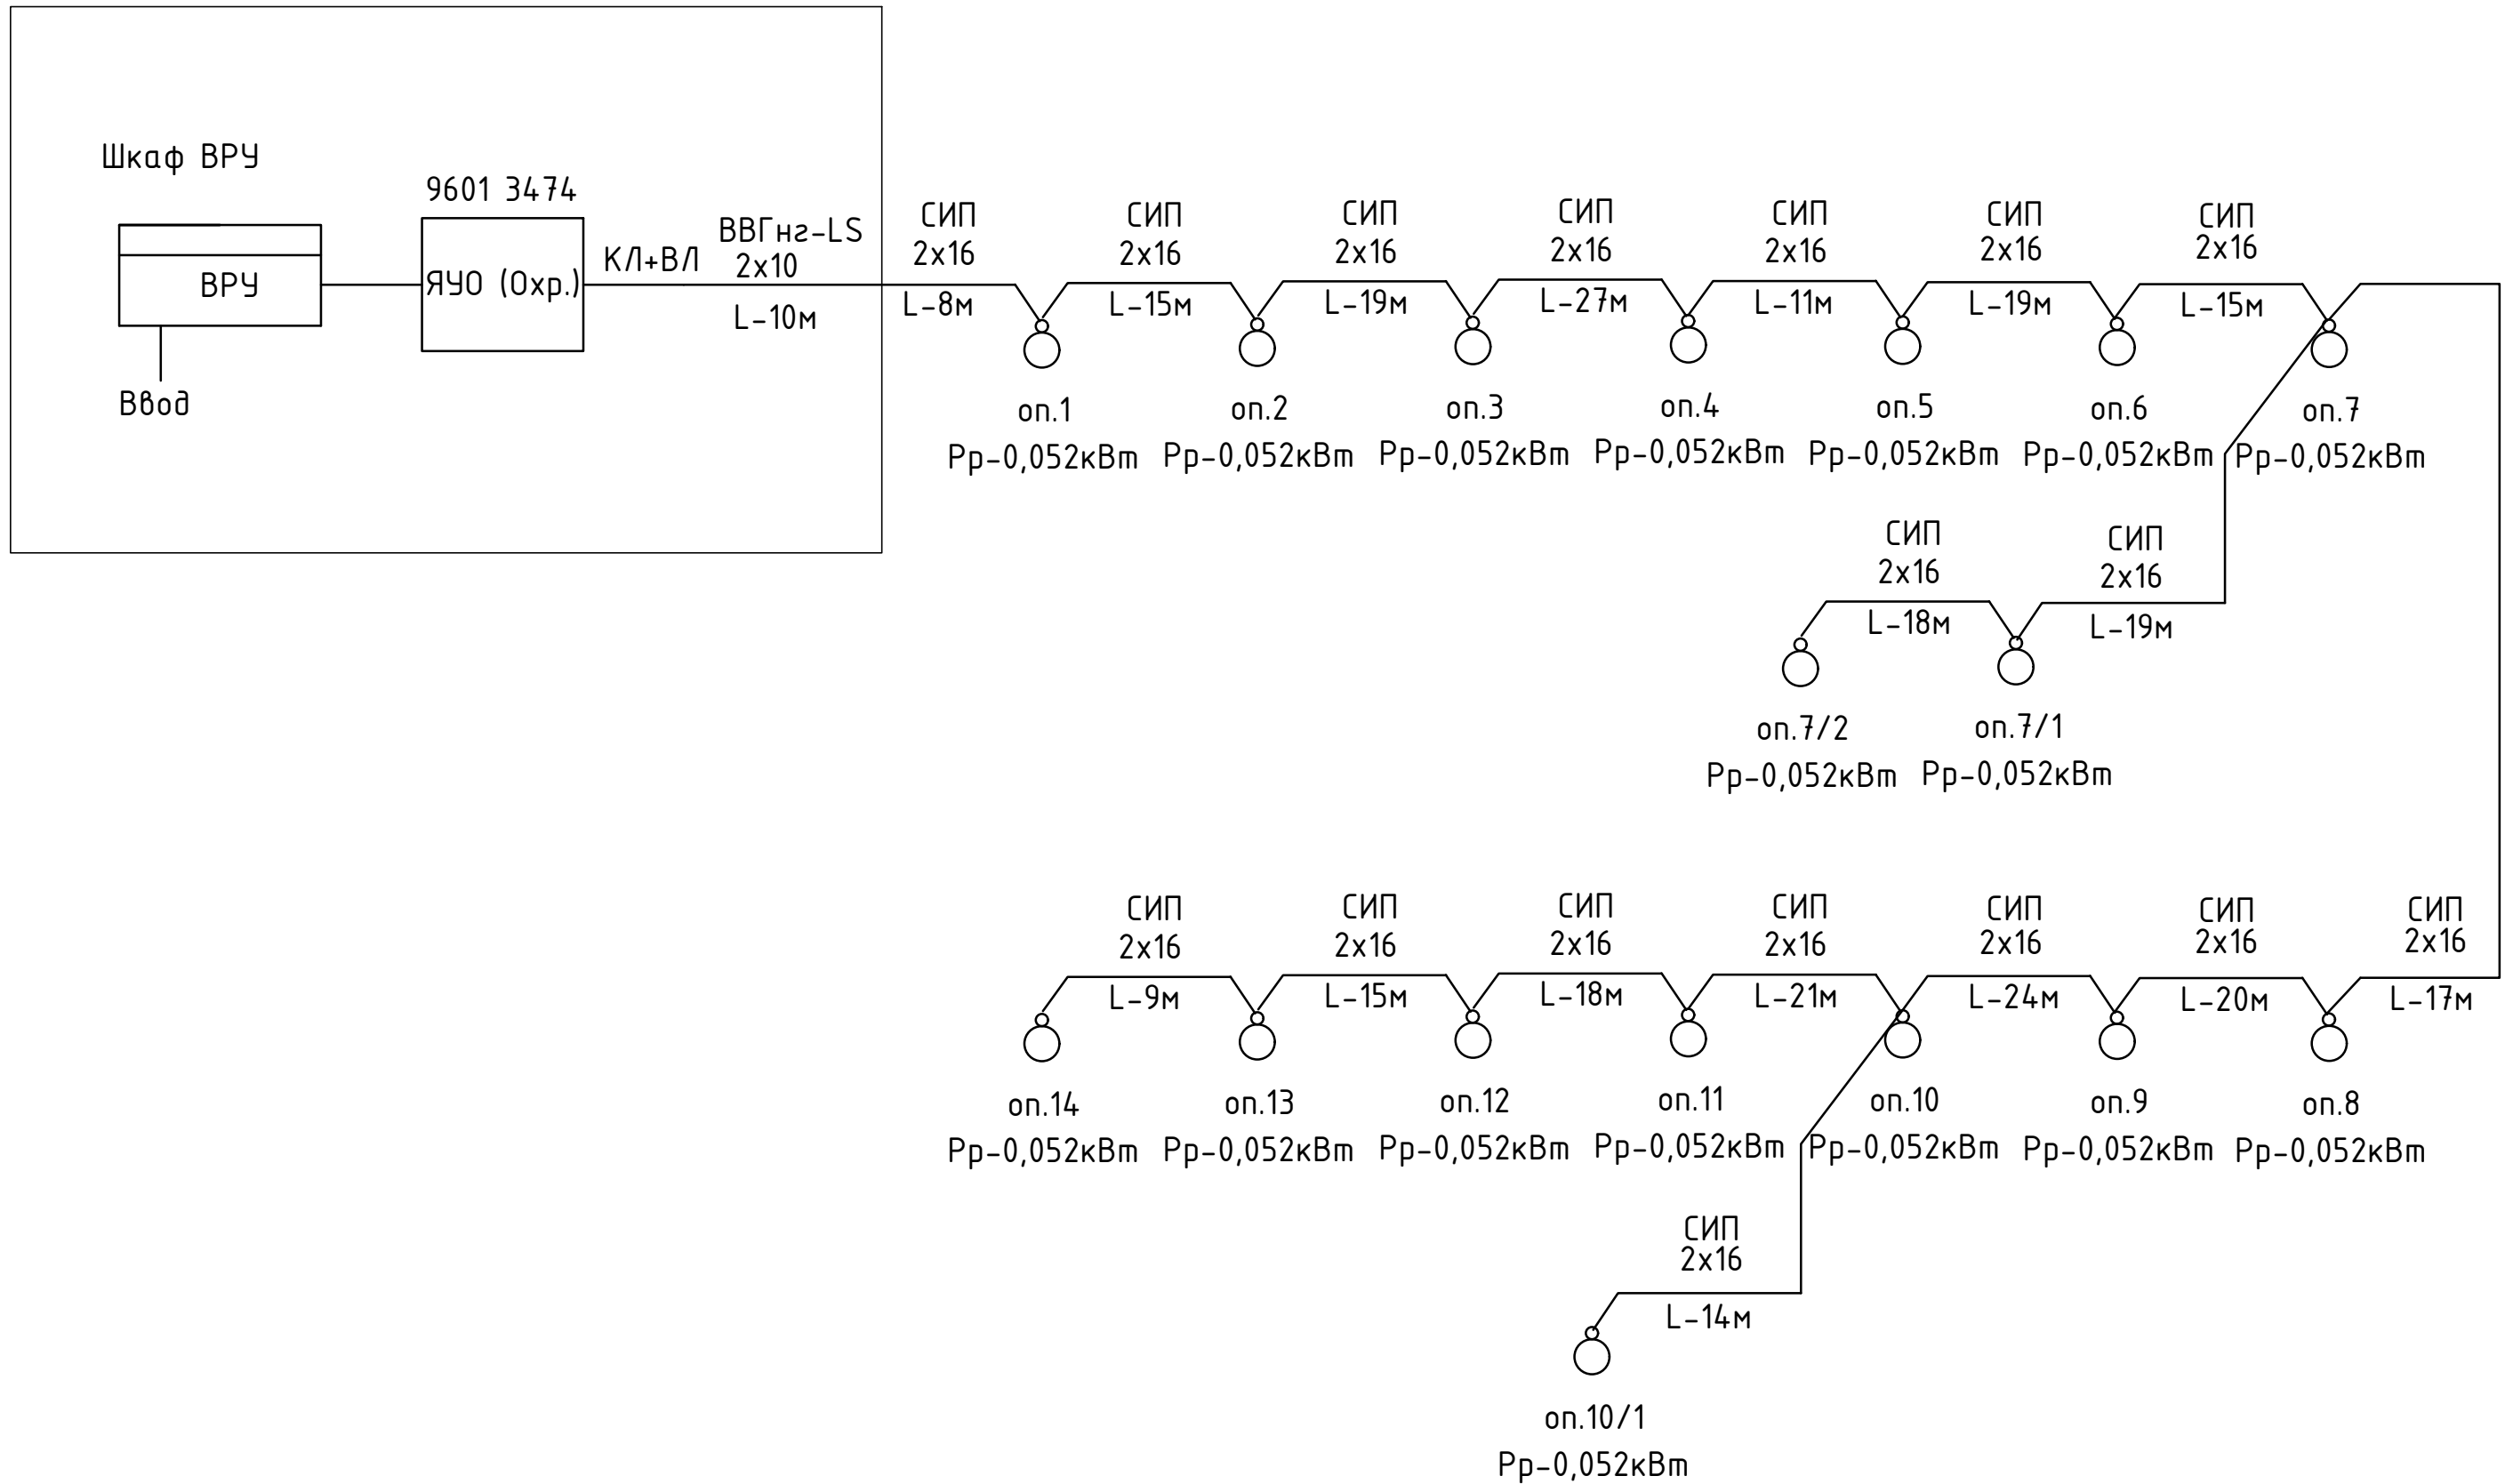 Шкаф ВРУ
ВРУ
Ввод
9601 3474
ЯУО (Охр.)
КЛ+ВЛ
ВВГнг-LS
2х10
L-10м
СИП
2х16
L-8м
СИП
2х16
L-15м
СИП
2х16
L-19м
СИП
2х16
L-27м
СИП
2х16
L-11м
СИП
2х16
L-19м
СИП
2х16
L-15м
оп.1
Рр-0,052кВт
оп.2
Рр-0,052кВт
оп.3
Рр-0,052кВт
оп.4
Рр-0,052кВт
оп.5
Рр-0,052кВт
оп.6
Рр-0,052кВт
оп.7
Рр-0,052кВт
СИП
2х16
L-18м
СИП
2х16
L-19м
оп.7/2
Рр-0,052кВт
оп.7/1
Рр-0,052кВт
СИП
2х16
L-9м
СИП
2х16
L-15м
СИП
2х16
L-18м
СИП
2х16
L-21м
СИП
2х16
L-24м
СИП
2х16
L-20м
СИП
2х16
L-17м
оп.14
Рр-0,052кВт
оп.13
Рр-0,052кВт
оп.12
Рр-0,052кВт
оп.11
Рр-0,052кВт
оп.10
Рр-0,052кВт
оп.9
Рр-0,052кВт
оп.8
Рр-0,052кВт
СИП
2х16
L-14м
оп.10/1
Рр-0,052кВт